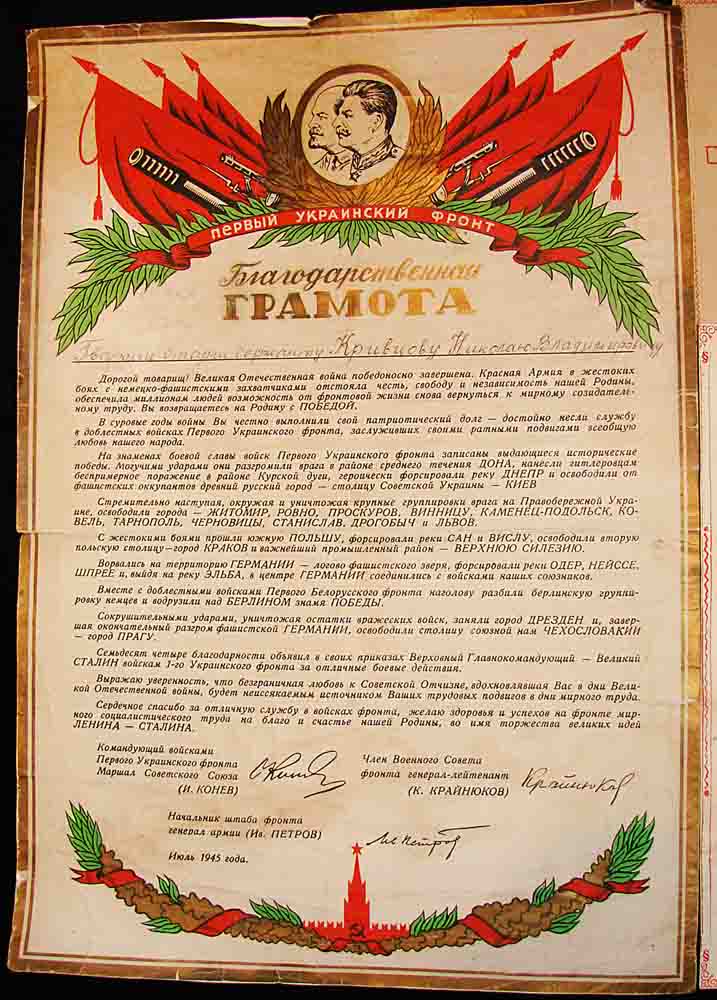 ПЕРВЫЙ УКРАИНСКИЙ ФРОНТ
Благодарственная
ГРАМОТА
Гвардии старшему сержанту Кривцову Николаю Владимировичу
Дорогой товарищ! Великая Отечественная война победоносно завершена. Красная Армия в жестоких
боях с немецко-фашистскими захватчиками отстояла честь, свободу и независимость нашей Родины,
обеспечила миллионам людей возможность от фронтовой жизни снова вернуться к мирному созидатель-
ному труду. Вы возвращаетесь на Родину с ПОБЕДОЙ.
В суровые годы войны Вы честно выполнили свой патриотический долг — достойно несли службу
в доблестных войсках Первого Украинского фронта, заслуживших своими ратными подвигами всеобщую
любовь нашего народа.
На знаменах боевой славы войск Первого Украинского фронта записаны выдающиеся исторические
победы. Могучими ударами они разгромили врага в районе среднего течения ДОНА, нанесли гитлеровцам
беспримерное поражение в районе Курской дуги, героически форсировали реку ДНЕПР и освободили от
фашистских оккупантов древний русский город — столицу Советской Украины — КИЕВ
Стремительно наступая, окружая и уничтожая крупные группировки врага на Правобережной Укра-
ине, освободили города — ЖИТОМИР, РОВНО, ПРОСКУРОВ, ВИННИЦУ, КАМЕНЕЦ-ПОДОЛЬСК, КО-
ВЕЛЬ, ТАРНОПОЛЬ, ЧЕРНОВИЦЫ, СТАНИСЛАВ, ДРОГОБЫЧ и ЛЬВОВ.
С жестокими боями прошли южную ПОЛЬШУ, форсировали реки САН и ВИСЛУ, освободили вторую
польскую столицу—город КРАКОВ и важнейший промышленный район — ВЕРХНЮЮ СИЛЕЗИЮ.
Ворвались на территорию ГЕРМАНИИ — логово фашистского зверя, форсировали реки ОДЕР, НЕЙССЕ,
ШПРЕЕ и, выйдя на реку ЭЛЬБА, в центре ГЕРМАНИИ соединились с войсками наших союзников.
Вместе с доблестными войсками Первого Белорусского фронта наголову разбили берлинскую группи-
ровку немцев и водрузили над БЕРЛИНОМ знамя ПОБЕДЫ.
Сокрушительными ударами, уничтожая остатки вражеских войск, заняли город ДРЕЗДЕН и, завер-
шая окончательный разгром фашистской ГЕРМАНИИ, освободили столицу союзной нам ЧЕХОСЛОВАКИИ
— город ПРАГУ.
Семьдесят четыре благодарности объявил в своих приказах Верховный Главнокомандующий — Великий
СТАЛИН войскам 1-го Украинского фронта за отличные боевые действия.
Выражаю уверенность, что безграничная любовь к Советской Отчизне, вдохновлявшая Вас в дни Вели-
кой Отечественной войны, будет неиссякаемым источником Ваших трудовых подвигов в дни мирного труда.
Сердечное спасибо за отличную службу в войсках фронта, желаю здоровья и успехов на фронте мир-
ного социалистического труда на благо и счастье нашей Родины, во имя торжества великих идей
ЛЕНИНА — СТАЛИНА.
Командующий войсками
Первого Украинского фронта
Маршал Советского Союза
(И. КОНЕВ)
Член Военного Совета
фронта генерал-лейтенант
(К. КРАЙНЮКОВ)
Крайнюков
Начальник штаба фронта
генерал армии (Ив. ПЕТРОВ)
Ив Петров
Июль 1945 года.